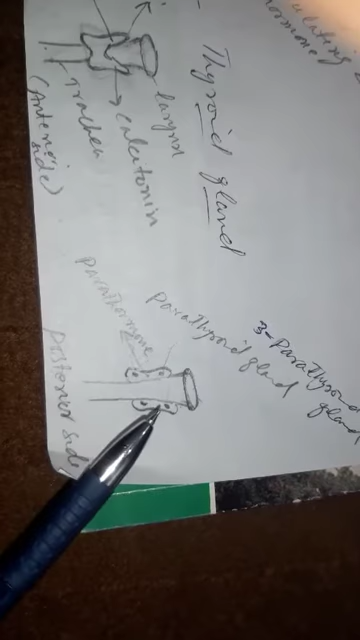 Thyroid gland
larynx
calcitonin
Trachea
(Anterior side)
3- Parathyroid gland
Parathyroid gland
Parathormone
Posterior side